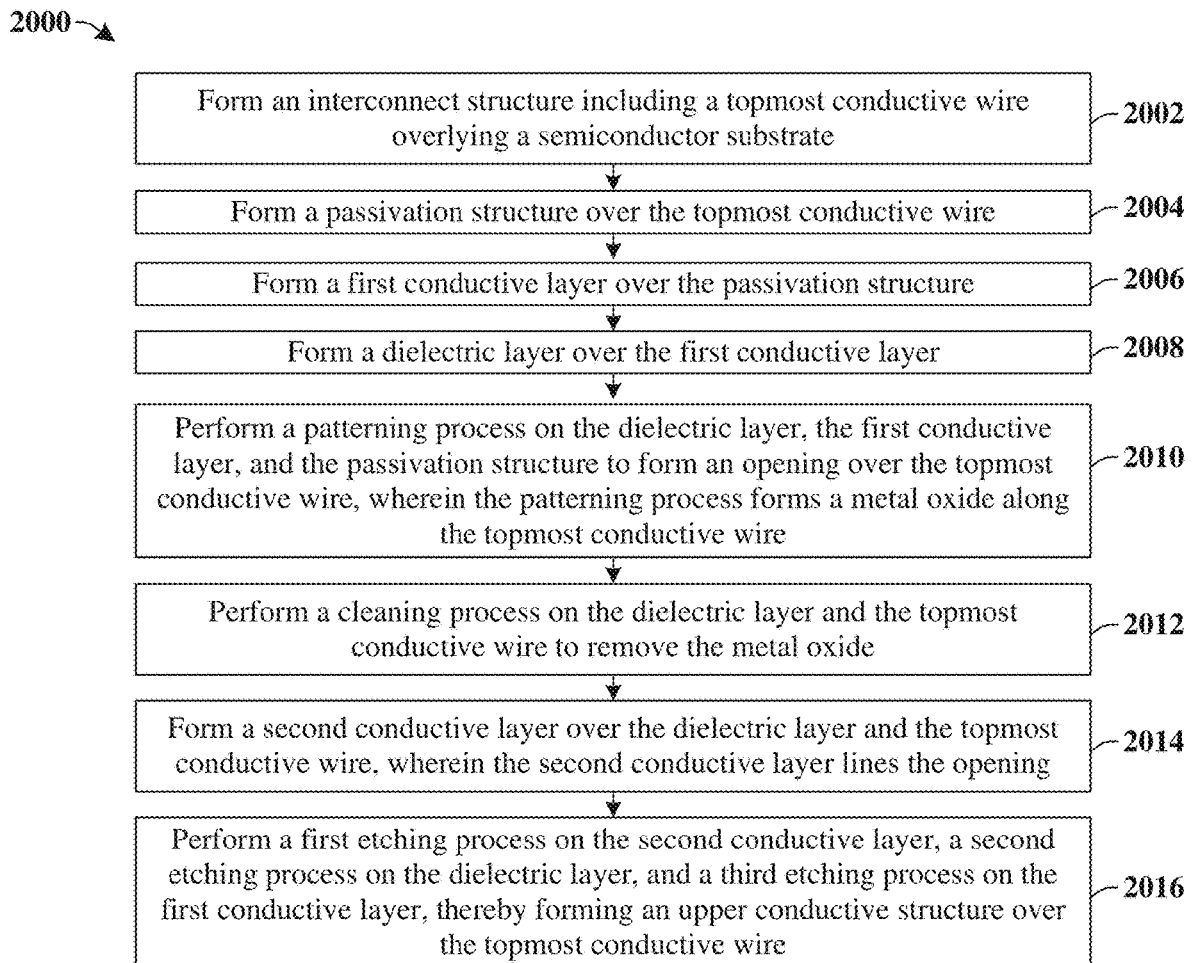 2000
Form an interconnect structure including a topmost conductive wire
overlying a semiconductor substrate
2002
Form a passivation structure over the topmost conductive wire
2004
Form a first conductive layer over the passivation structure
2006
Form a dielectric layer over the first conductive layer
2008
Perform a patterning process on the dielectric layer, the first conductive
layer, and the passivation structure to form an opening over the topmost
conductive wire, wherein the patterning process forms a metal oxide along
the topmost conductive wire
2010
Perform a cleaning process on the dielectric layer and the topmost
conductive wire to remove the metal oxide
2012
Form a second conductive layer over the dielectric layer and the topmost
conductive wire, wherein the second conductive layer lines the opening
2014
Perform a first etching process on the second conductive layer, a second
etching process on the dielectric layer, and a third etching process on the
first conductive layer, thereby forming an upper conductive structure over
the topmost conductive wire
2016